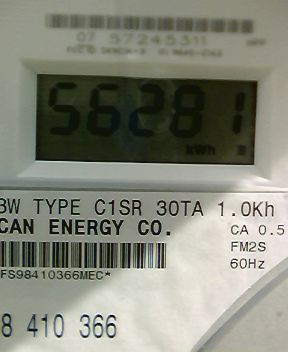 07 57245311
56281
kWh
3W TYPE C1SR 30TA 1.0Kh
CAN ENERGY CO.
CA 0.5
FM2S
*FS98410366MEC*
60Hz
8 410 366